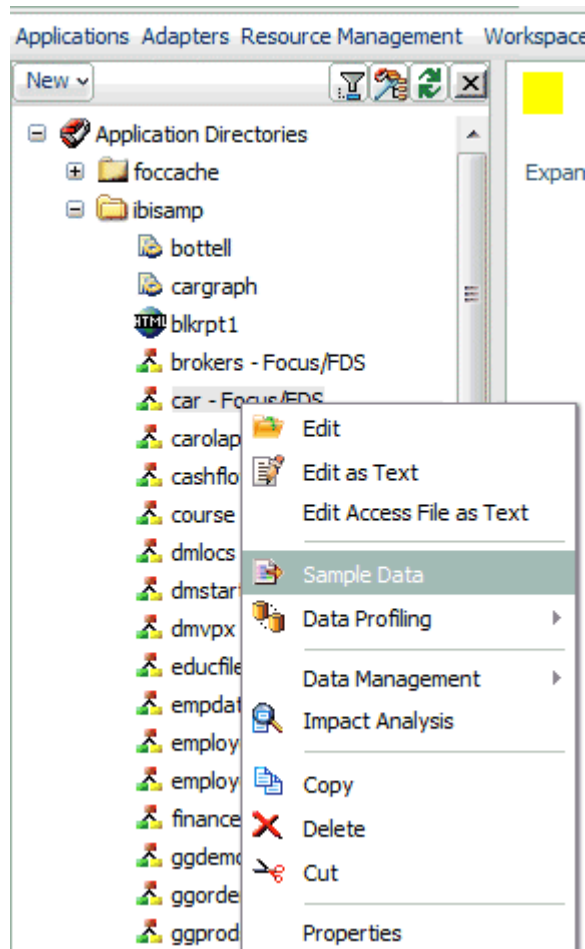 Applications Adapters Resource Management Workspace
New
Application Directories
Expan
foccache
ibisamp
bottell
cargraph
HTML blkrpt1
brokers - Focus/FDS
car - Focus/FDS
Edit
carolap
Edit as Text
cashflo
Edit Access File as Text
course
dmlocs
Sample Data
dmstart
Data Profiling
dmvpx
educfile
Data Management
empdat
Impact Analysis
employ
employ
Copy
finance
Delete
ggdemo
Cut
ggorde
ggprod
Properties